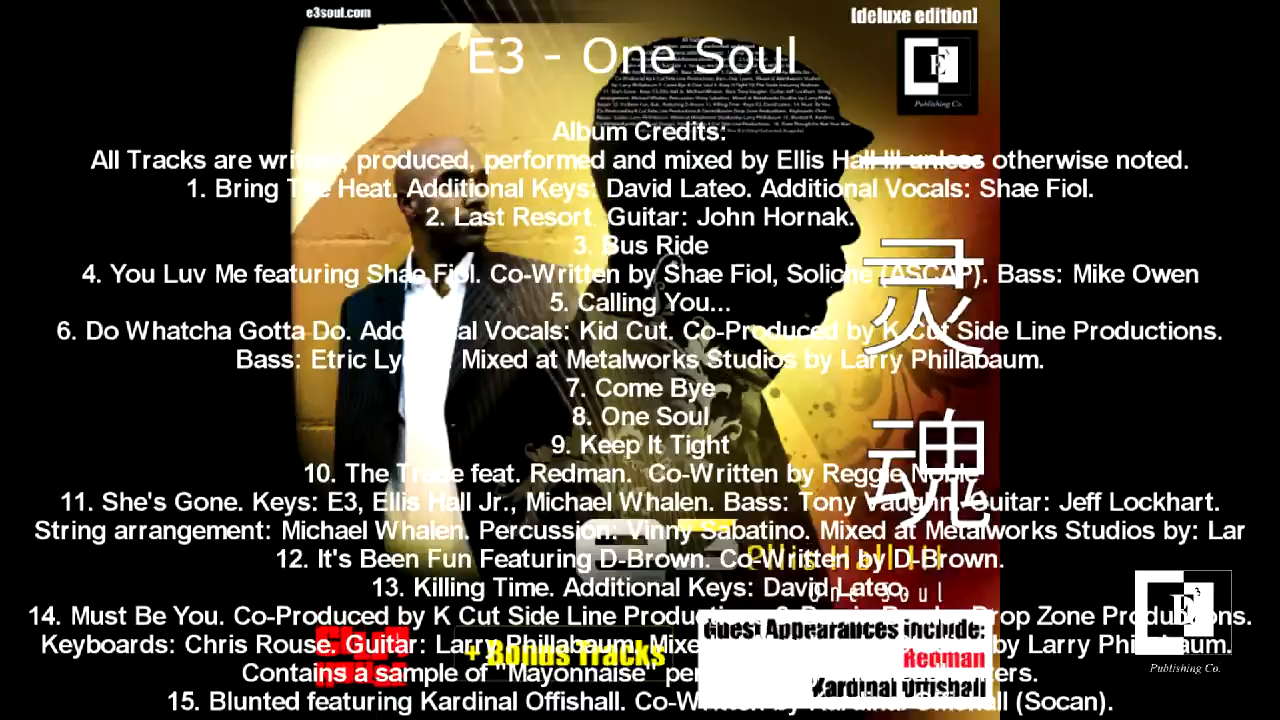 e3soul.com
[deluxe edition]
E3 - One Soul
E
Publishing Co.
Album Credits:
All Tracks are written, produced, performed and mixed by Ellis Hall III unless otherwise noted.
1. Bring The Heat. Additional Keys: David Lateo. Additional Vocals: Shae Fiol.
2. Last Resort. Guitar: John Hornak.
3. Bus Ride
4. You Luv Me featuring Shae Fiol. Co-Written by Shae Fiol, Soliche (ASCAP). Bass: Mike Owen
5. Calling You...
6. Do Whatcha Gotta Do. Additional Vocals: Kid Cut. Co-Produced by K Cut Side Line Productions.
Bass: Etric Mixed at Metalworks Studios by Larry Phillabaum.
7. Come Bye
8. One Soul
9. Keep It Tight
10. The Trade feat. Redman. Co-Written by Reggie Noble
11. She's Gone. Keys: E3, Ellis Hall Jr., Michael Whalen. Bass: Tony Vaughn. Guitar: Jeff Lockhart.
String arrangement: Michael Whalen. Percussion: Vinny Sabatino. Mixed at Metalworks Studios by: Lar
12. It's Been Fun Featuring D-Brown. Co-Written by D-Brown.
13. Killing Time. Additional Keys: David Lateo.
14. Must Be You. Co-Produced by K Cut Side Line Drop Zone Productions.
Keyboards: Chris Rouse. Guitar: Larry Phillabaum. by Larry Phillabaum.
Contains a sample of "Mayonnaise"
15. Blunted featuring Kardinal Offishall. Co-Written by Kardinal Offishall (Socan).
灵
魂
Ellis Hall III
One Soul
+ Bonus Tracks
Guest Appearances include:
Redman
Kardinal Offishall
E
Publishing Co.